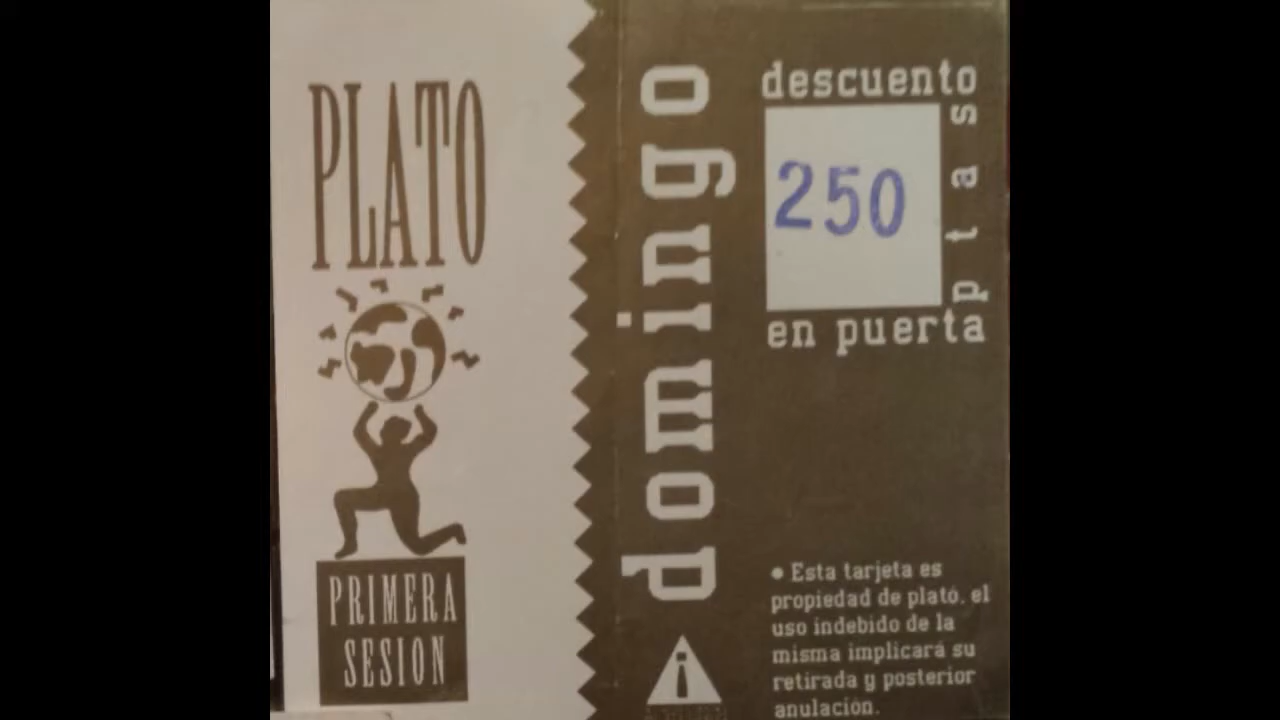 PLATO
PRIMERA
SESION
domingo
descuento
250
ptas
en puerta
• Esta tarjeta es
propiedad de plató, el
uso indebido de la
misma implicará su
retirada y posterior
anulación.